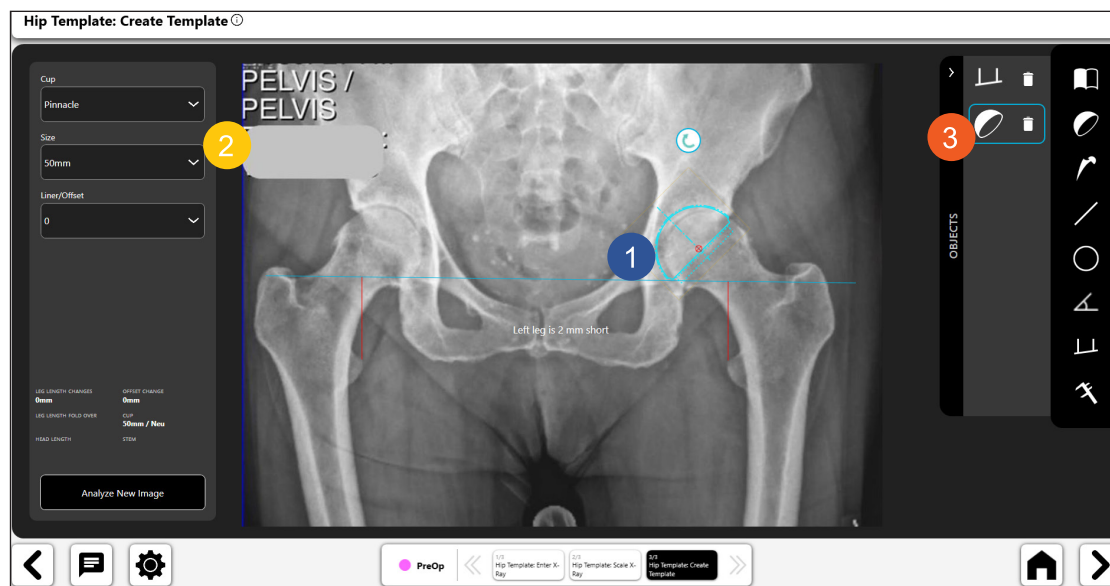 Hip Template: Create Template
Cup
Pinnacle
Size
50mm
Liner/Offset
0
LEG LENGTH CHANGES
0mm
OFFSET CHANGE
0mm
LEG LENGTH FOLD OVER
CUP
50mm / Neu
HEAD LENGTH
STEM
Analyze New Image
2
PELVIS /
PELVIS
1
Left leg is 2 mm short
3
OBJECTS
PreOp
1/3
Hip Template: Enter X-
Ray
2/3
Hip Template: Scale X-
Ray
3/3
Hip Template: Create
Template